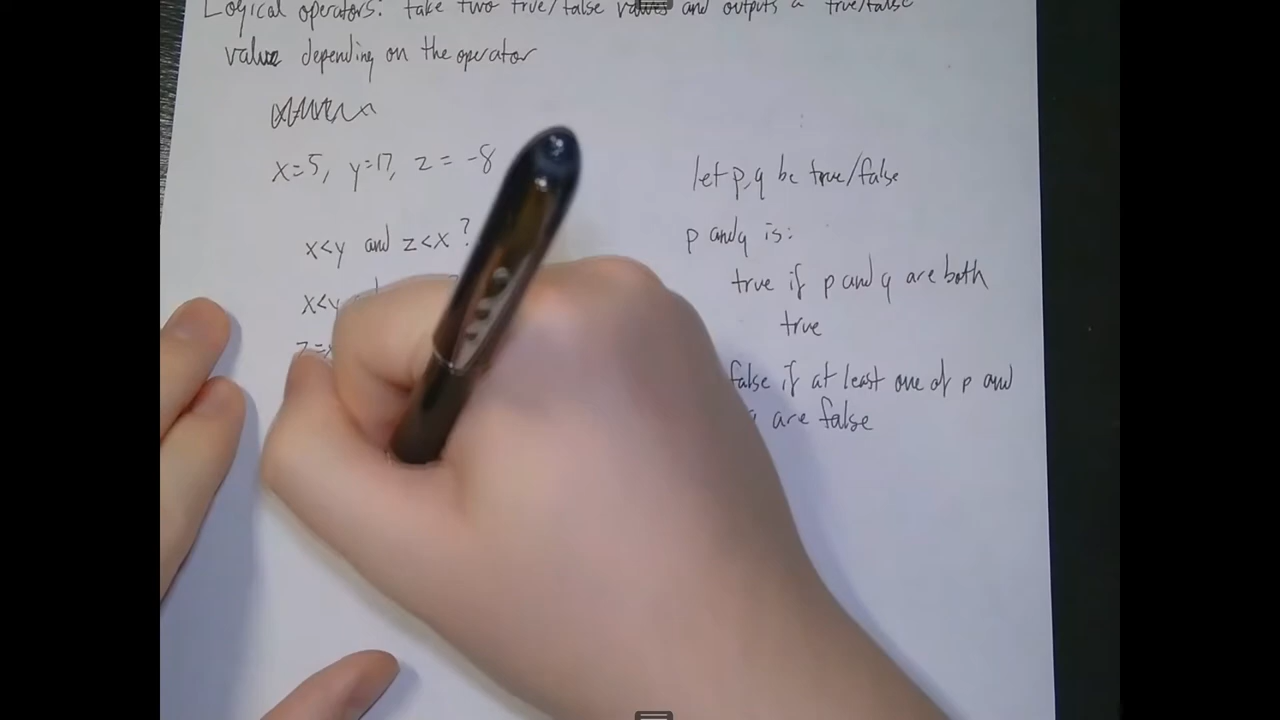 Logical operators: take two true/false values and outputs a true/false
value depending on the operator
x=5, y=17, z = -8
x<y and z<x ?
x<y
z=x
let p,q be true/false
p and q is:
true if p and q are both
true
false if at least one of p and
are false